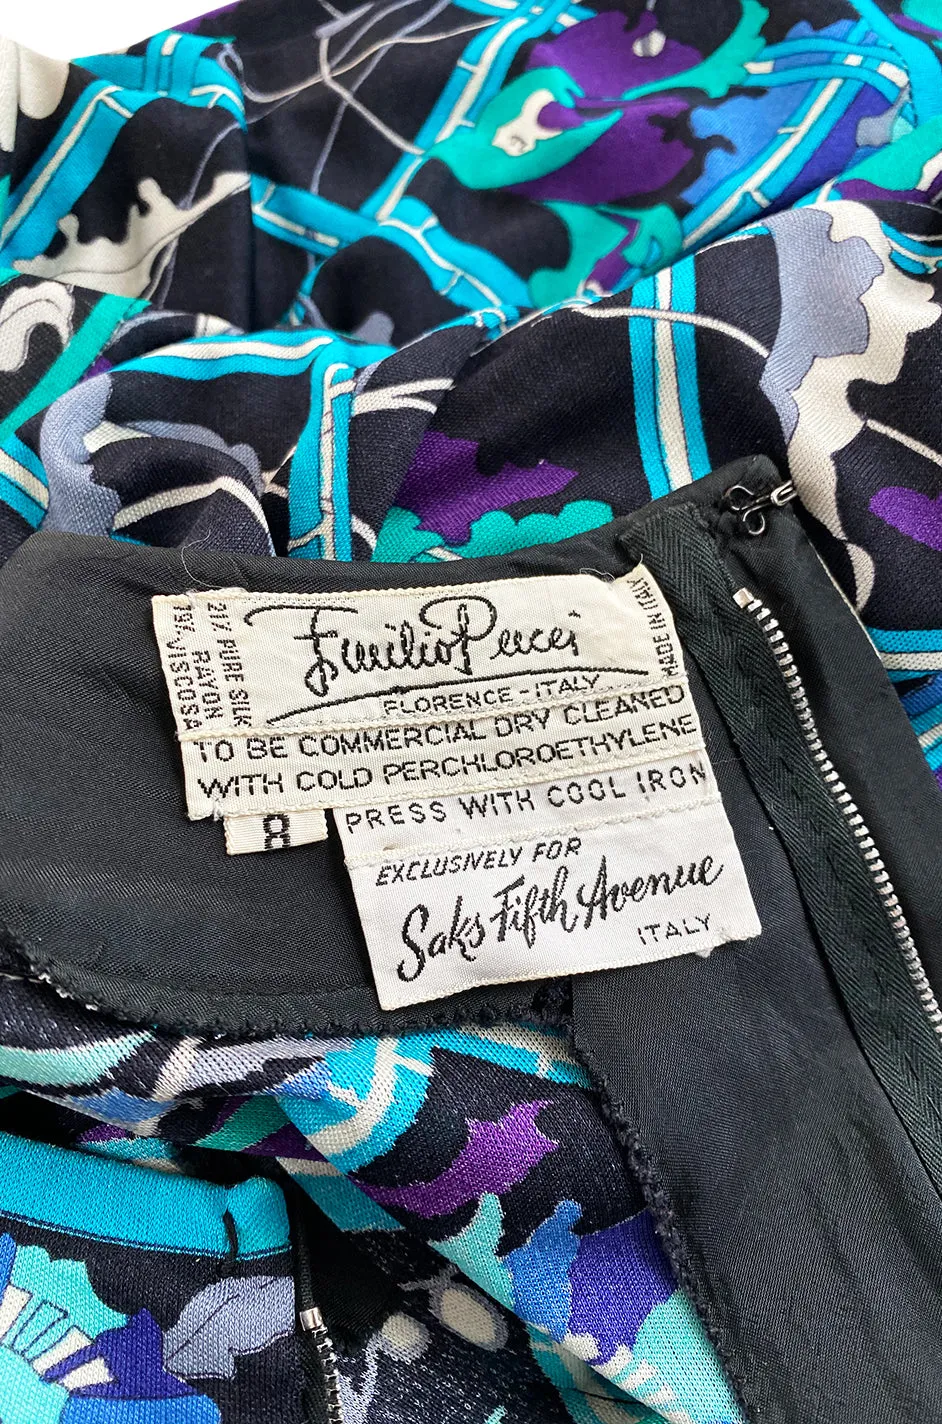 21% PURE SILK
RAYON
79% VISCOSA
Emilio Pucci
FLORENCE - ITALY
MADE IN ITALY
TO BE COMMERCIAL DRY CLEANED
WITH COLD PERCHLOROETHYLENE
8
PRESS WITH COOL IRON
EXCLUSIVELY FOR
Saks Fifth Avenue
ITALY